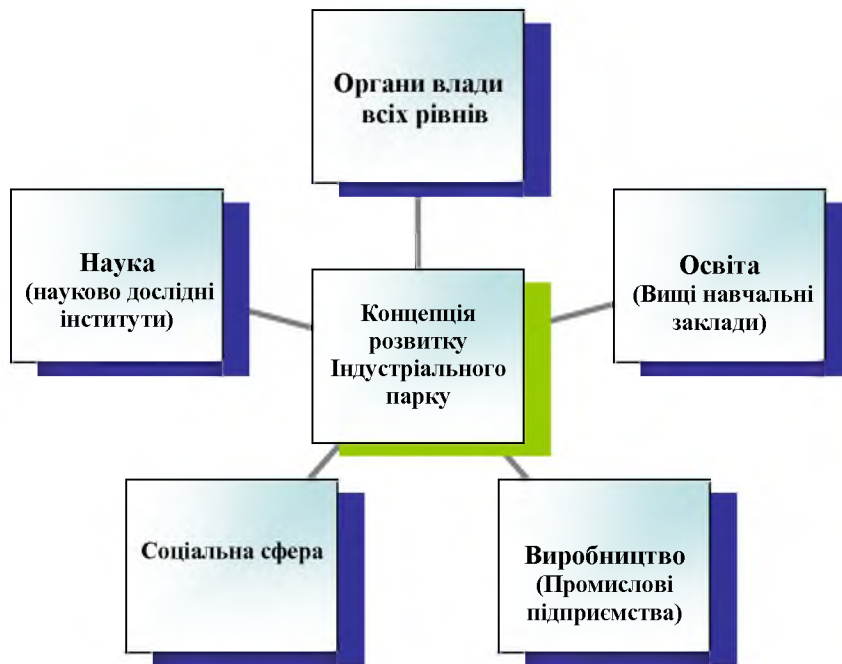 Органи влади
всіх рівнів
Наука
(науково дослідні
інститути)
Освіта
(Вищі навчальні
заклади)
Концепція
розвитку
Індустріального
парку
Соціальна сфера
Виробництво
(Промислові
підприємства)